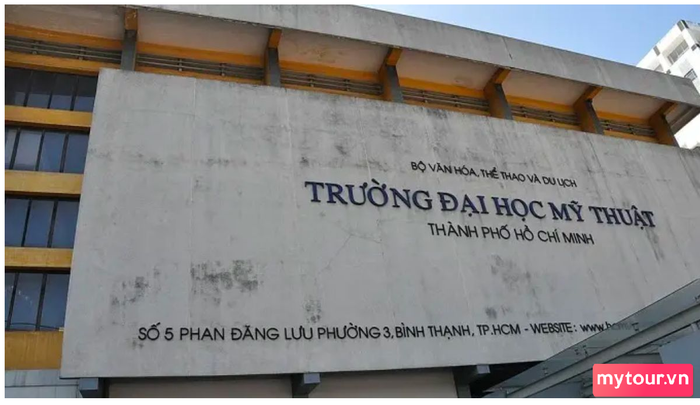 BỘ VĂN HÓA, THỂ THAO VÀ DU LỊCH
TRƯỜNG ĐẠI HỌC MỸ THUẬT
THÀNH PHỐ HỒ CHÍ MINH
SỐ 5 PHAN ĐĂNG LƯU PHƯỜNG 3, BÌNH THẠNH, TP.HCM - WEBSITE :
mytour.vn